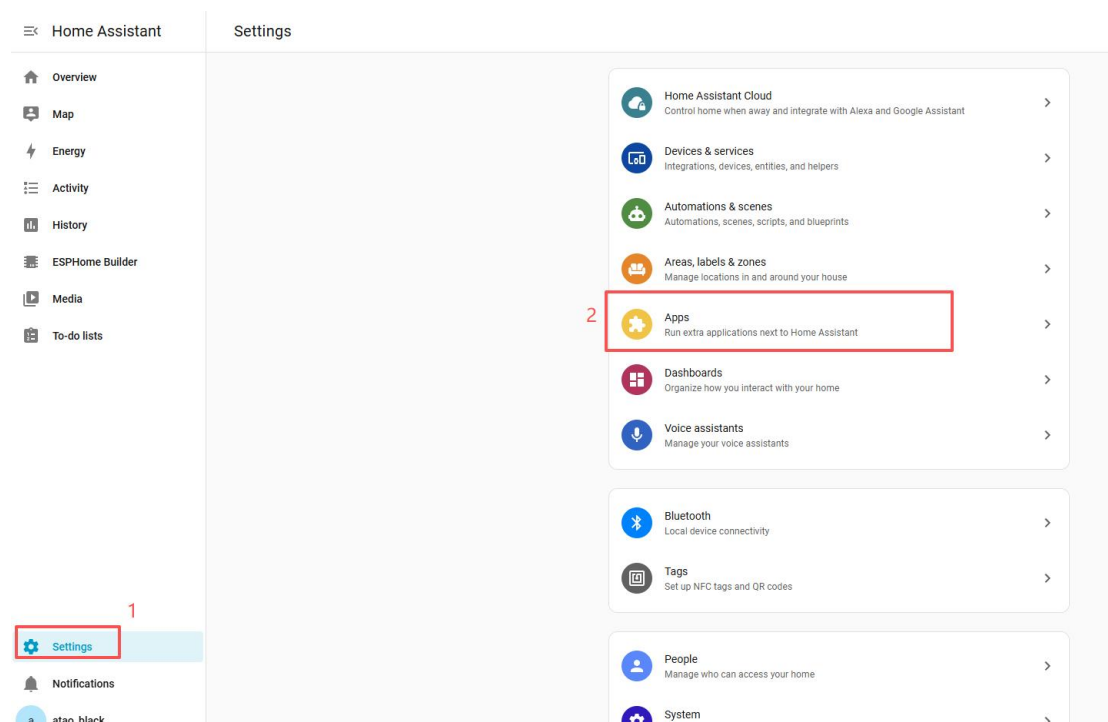 Home Assistant
Settings
Overview
Map
Energy
Activity
History
ESPHome Builder
Media
To-do lists
1
Settings
Notifications
a
atao_black
Home Assistant Cloud
Control home when away and integrate with Alexa and Google Assistant
Devices & services
Integrations, devices, entities, and helpers
Automations & scenes
Automations, scenes, scripts, and blueprints
Areas, labels & zones
Manage locations in and around your house
2
Apps
Run extra applications next to Home Assistant
Dashboards
Organize how you interact with your home
Voice assistants
Manage your voice assistants
Bluetooth
Local device connectivity
Tags
Set up NFC tags and QR codes
People
Manage who can access your home
System